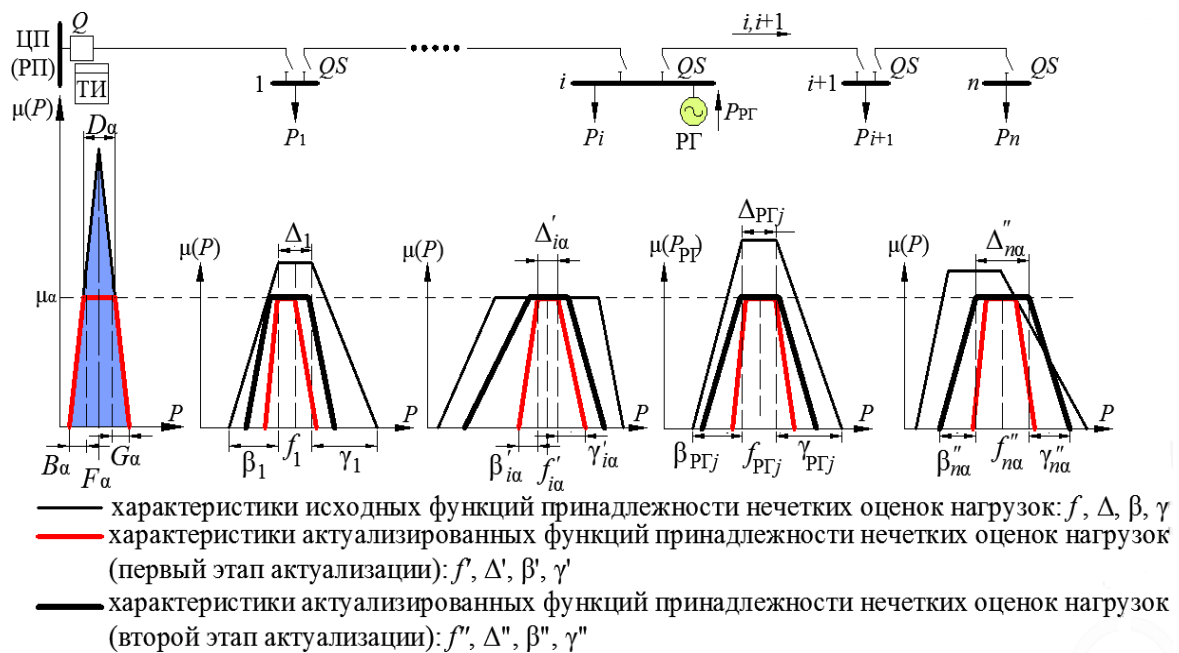 ЦП
(РП)
Q
ТИ
1
QS
P1
i
QS
Pi
РГ
PРГ
i,i+1
i+1
QS
Pi+1
n
QS
Pn
μ(P)
Dα
μα
P
Bα
Fα
Gα
μ(P)
Δ1
P
β1
f1
γ1
μ(P)
Δ'iα
P
β'iα
f'iα
γ'iα
μ(PРГ)
ΔРГj
P
βРГj
fРГj
γРГj
μ(P)
Δ"nα
P
β"nα
f"nα
γ"nα
характеристики исходных функций принадлежности нечетких оценок нагрузок: f, Δ, β, γ
характеристики актуализированных функций принадлежности нечетких оценок нагрузок
(первый этап актуализации): f', Δ', β', γ'
характеристики актуализированных функций принадлежности нечетких оценок нагрузок
(второй этап актуализации): f", Δ", β", γ"